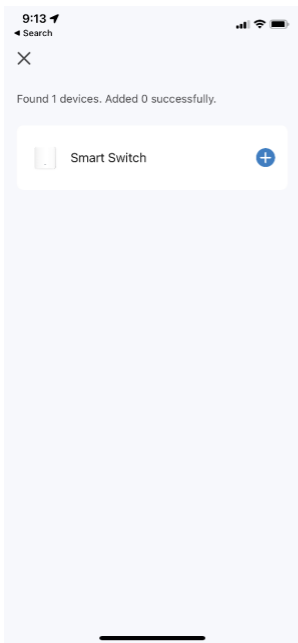 9:13
◀ Search
Found 1 devices. Added 0 successfully.
Smart Switch